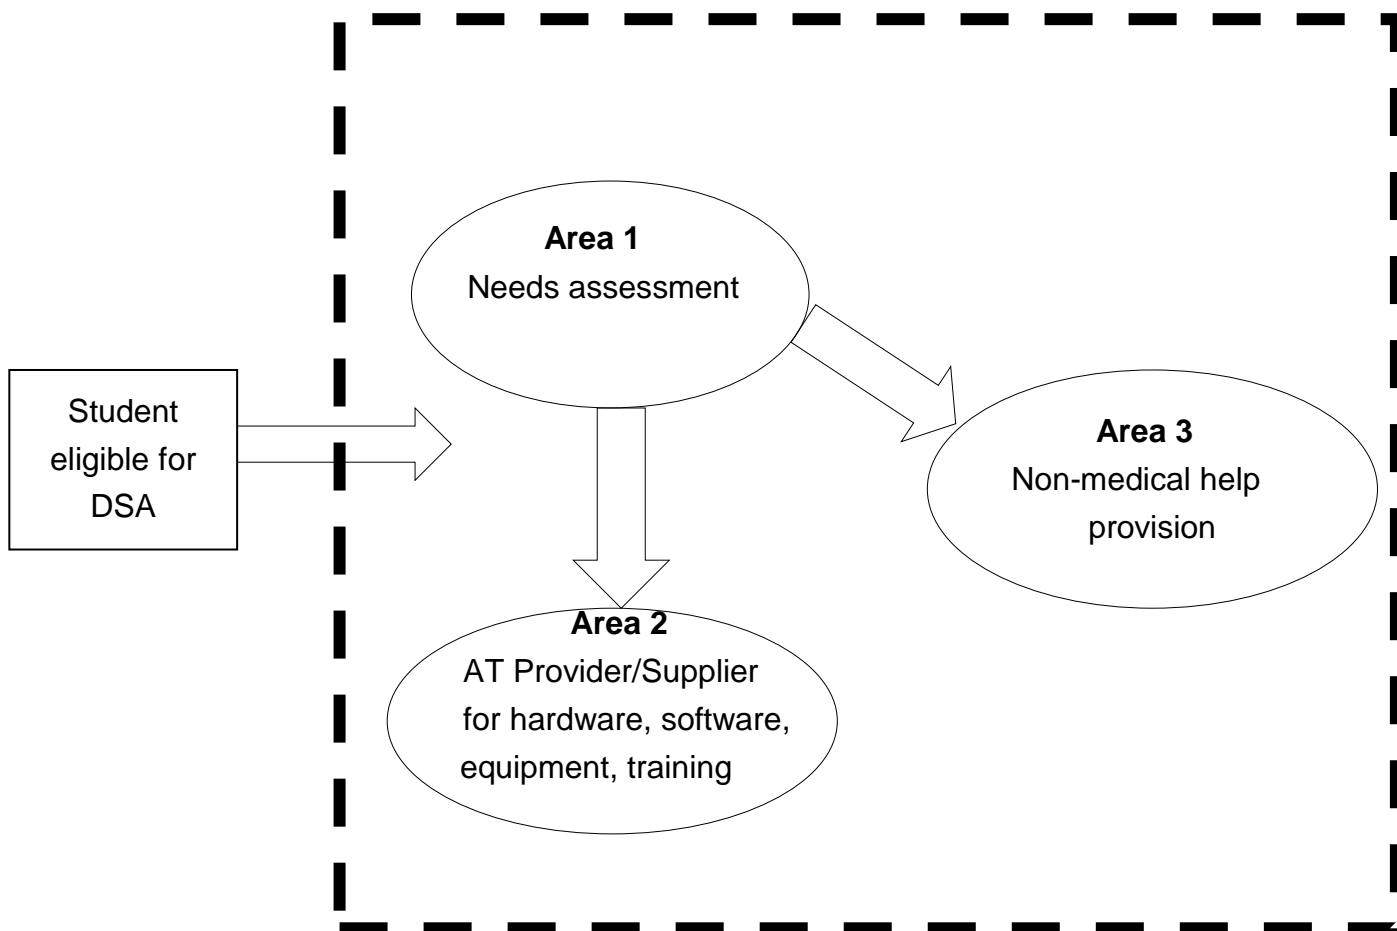 Student
eligible for
DSA
Area 1
Needs assessment
Area 2
AT Provider/Supplier
for hardware, software,
equipment, training
Area 3
Non-medical help
provision